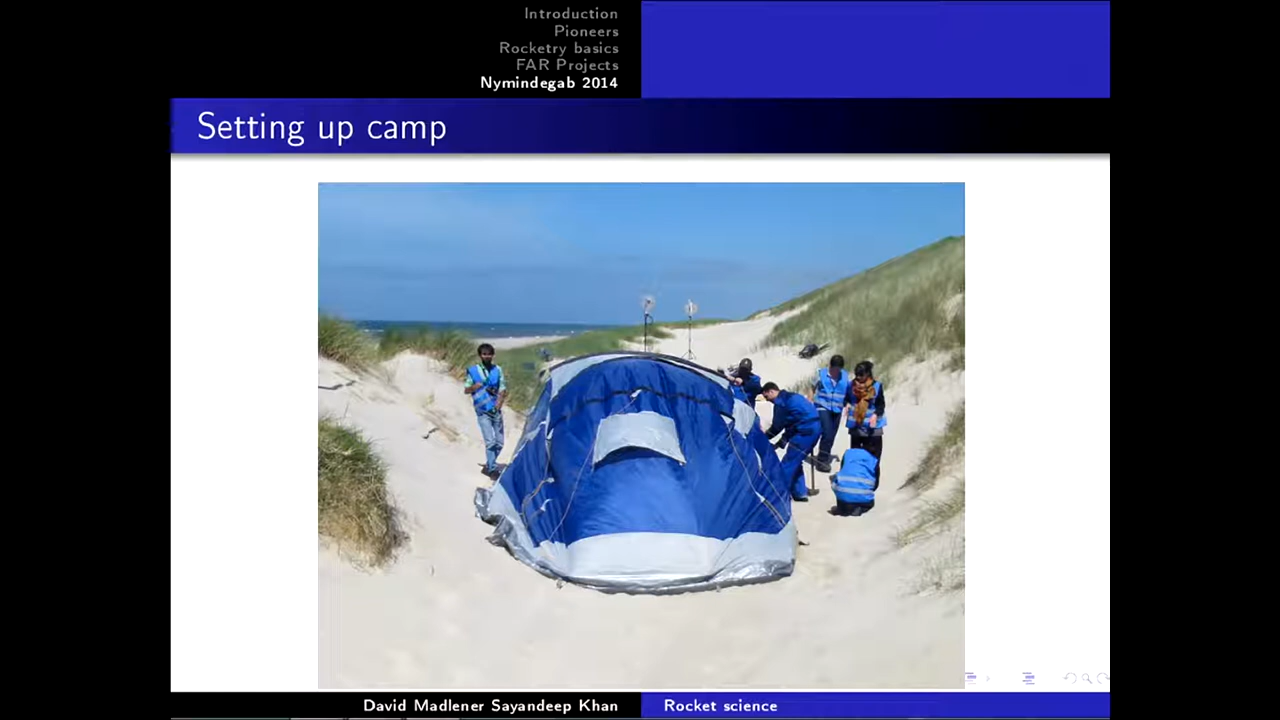 Introduction
Pioneers
Rocketry basics
FAR Projects
Nymindegab 2014
Setting up camp
David Madlener Sayandeep Khan
Rocket science